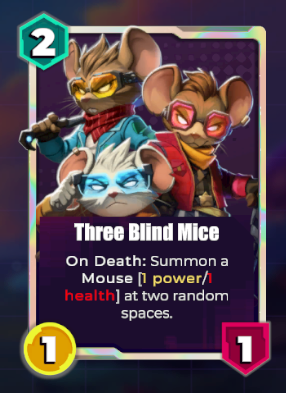 2
Three Blind Mice
On Death: Summon a
Mouse [1 power/1
health] at two random
spaces.
1
1